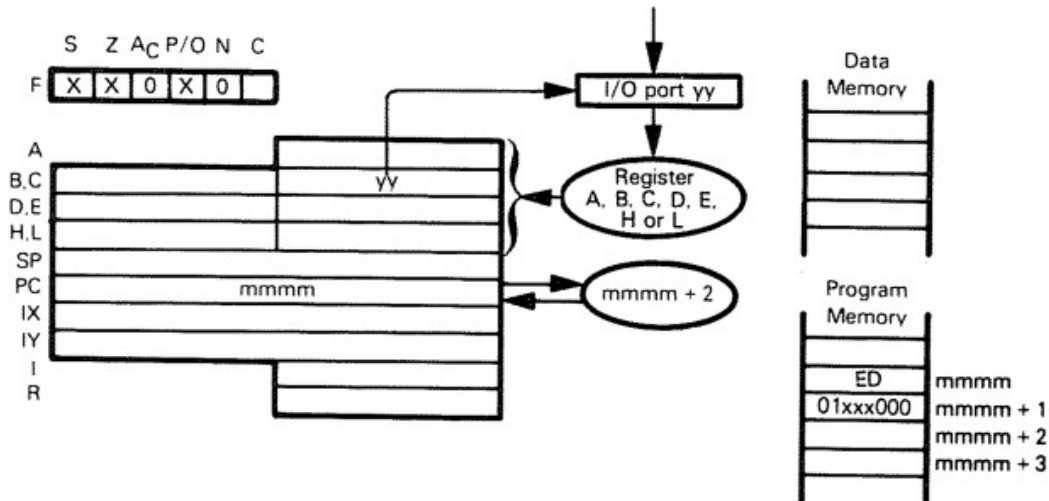 S Z AC P/O N C
F X X 0 X 0
I/O port yy
Data
Memory
A
B,C
D,E
H,L
SP
PC
IX
IY
I
R
yy
mmmm
Register
A, B, C, D, E,
H or L
mmmm + 2
Program
Memory
ED mmmm
01xxx000 mmmm + 1
mmmm + 2
mmmm + 3